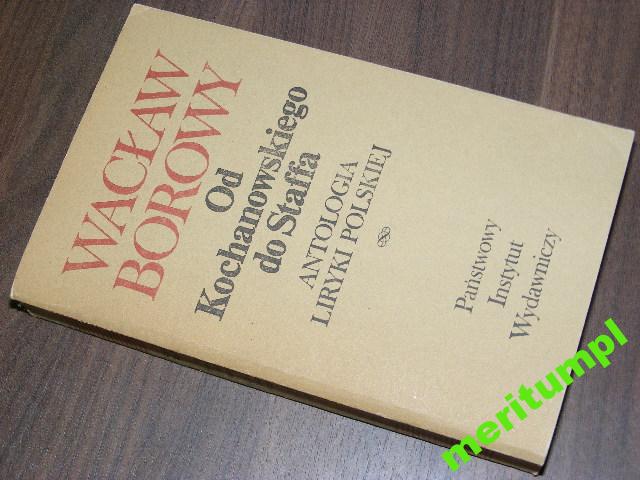 WACŁAW
BOROWY
Od
Kochanowskiego
do Staffa
ANTOLOGIA
LIRYKI POLSKIEJ
Państwowy
Instytut
Wydawniczy
meritumpl